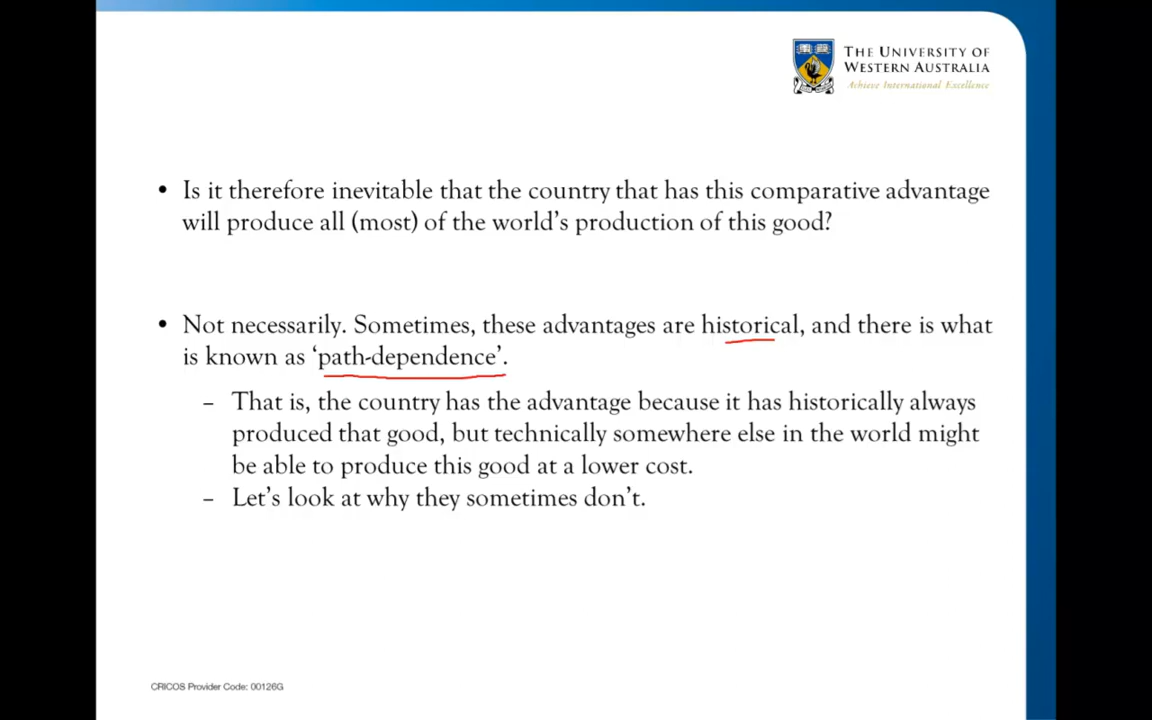 THE UNIVERSITY OF
WESTERN AUSTRALIA
Achieve International Excellence
• Is it therefore inevitable that the country that has this comparative advantage
will produce all (most) of the world's production of this good?
• Not necessarily. Sometimes, these advantages are historical, and there is what
is known as ‘path-dependence’.
– That is, the country has the advantage because it has historically always
produced that good, but technically somewhere else in the world might
be able to produce this good at a lower cost.
– Let's look at why they sometimes don't.
CRICOS Provider Code: 00126G